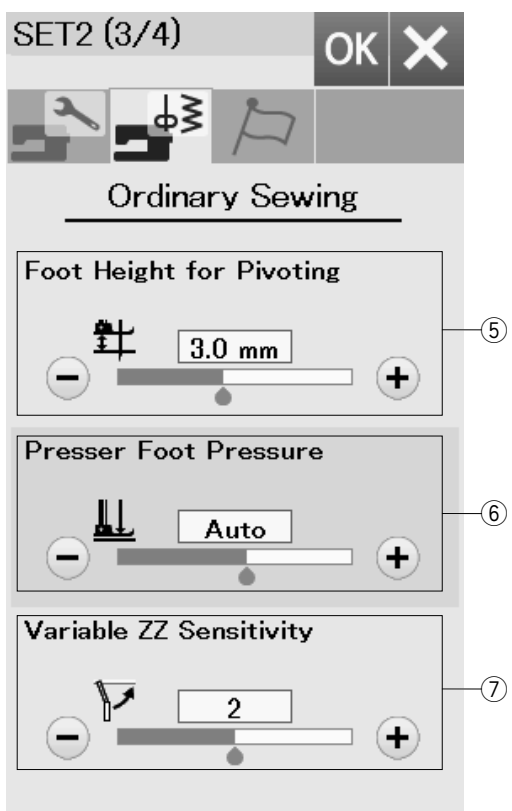 SET2 (3/4)
OK
Ordinary Sewing
Foot Height for Pivoting
3.0 mm
− +
⑤
Presser Foot Pressure
Auto
− +
⑥
Variable ZZ Sensitivity
2
− +
⑦